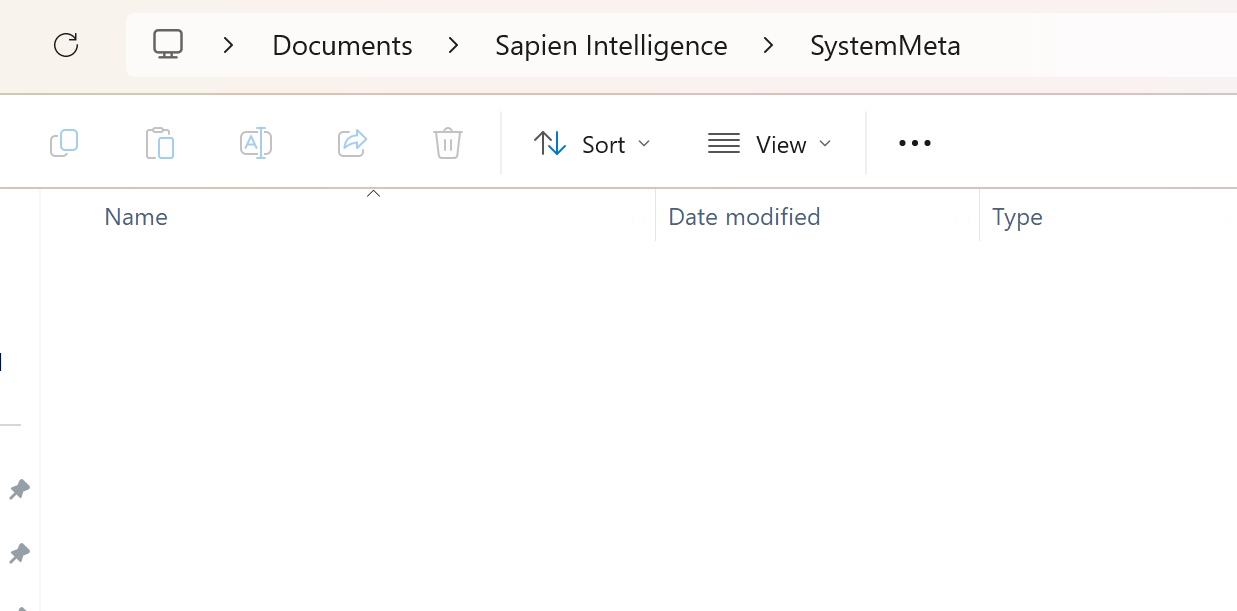 Documents > Sapien Intelligence > SystemMeta
Sort View
Name Date modified Type